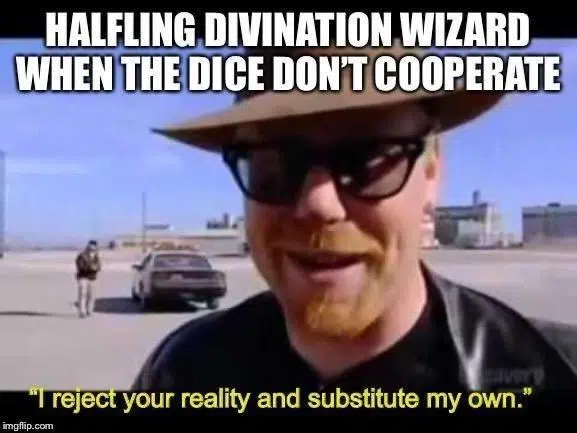 HALFLING DIVINATION WIZARD
WHEN THE DICE DON'T COOPERATE
“I reject your reality and substitute my own.”
imgflip.com